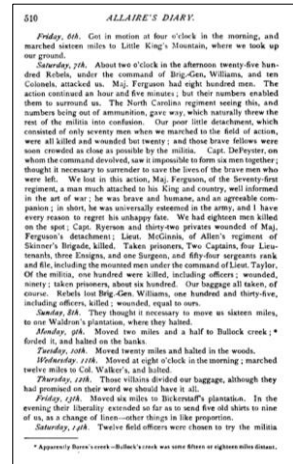 510 ALLAIRE'S DIARY.
Friday, 6th. Got in motion at four o'clock in the morning, and
marched sixteen miles to Little King's Mountain, where we took up
our ground.
Saturday, 7th. About two o'clock in the afternoon twenty-five hun-
dred Rebels, under the command of Brig.-Gen. Williams, and ten
Colonels, attacked us. Maj. Ferguson had eight hundred men. The
action continued an hour and five minutes; but their numbers enabled
them to surround us. The North Carolina regiment seeing this, and
numbers being out of ammunition, gave way, which naturally threw the
rest of the militia into confusion. Our poor little detachment, which
consisted of only seventy men when we marched to the field of action,
were all killed and wounded but twenty; and those brave fellows were
soon crowded as close as possible by the militia. Capt. DePeyster, on
whom the command devolved, saw it impossible to form six men together;
thought it necessary to surrender to save the lives of the brave men who
were left. We lost in this action, Maj. Ferguson, of the Seventy-first
regiment, a man much attached to his King and country, well informed
in the art of war; he was brave and humane, and an agreeable com-
panion; in short, he was universally esteemed in the army, and I have
every reason to regret his unhappy fate. We had eighteen men killed
on the spot; Capt. Ryerson and thirty-two privates wounded of Maj.
Ferguson's detachment; Lieut. McGinnis, of Allen's regiment of
Skinner's Brigade, killed. Taken prisoners, Two Captains, four Lieu-
tenants, three Ensigns, and one Surgeon, and fifty-four sergeants rank
and file, including the mounted men under the command of Lieut. Taylor.
Of the militia, one hundred were killed, including officers; wounded,
ninety; taken prisoners, about six hundred. Our baggage all taken, of
course. Rebels lost Brig.-Gen. Williams, one hundred and thirty-five,
including officers, killed; wounded, equal to ours.
Sunday, 8th. They thought it necessary to move us sixteen miles,
to one Waldron's plantation, where they halted.
Monday, 9th. Moved two miles and a half to Bullock creek;*
forded it, and halted on the banks.
Tuesday, 10th. Moved twenty miles and halted in the woods.
Wednesday, 11th. Moved at eight o'clock in the morning; marched
twelve miles to Col. Walker's, and halted.
Thursday, 12th. Those villains divided our baggage, although they
had promised on their word we should have it all.
Friday, 13th. Moved six miles to Bickerstaff's plantation. In the
evening their liberality extended so far as to send five old shirts to nine
of us, as a change of linen—other things in like proportion.
Saturday, 14th. Twelve field officers were chosen to try the militia
* Apparently Buren's creek—Bullock's creek was some fifteen or eighteen miles distant.